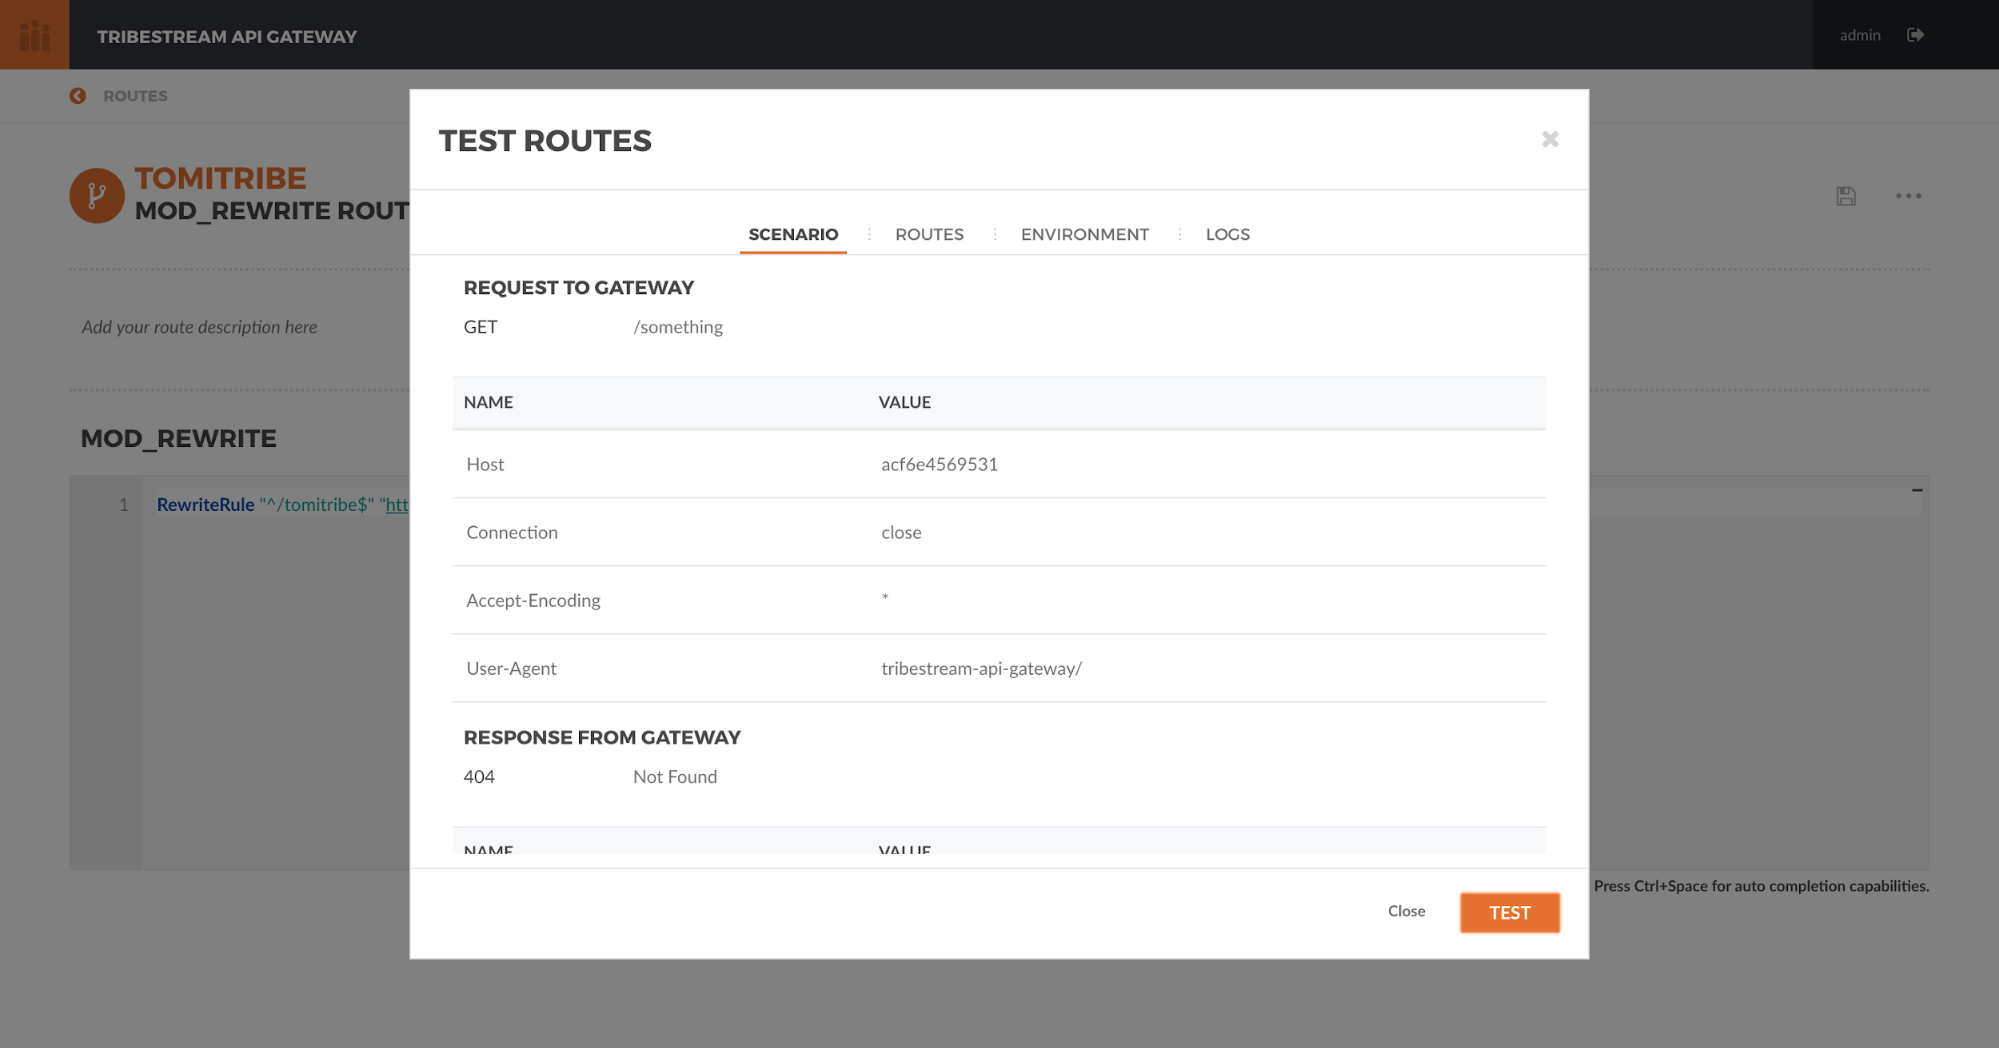 TRIBESTREAM API GATEWAY
admin
ROUTES
TOMITRIBE
MOD_REWRITE ROUT
Add your route description here
MOD_REWRITE
1 RewriteRule "^/tomitribe$" "htt
TEST ROUTES
SCENARIO ROUTES ENVIRONMENT LOGS
REQUEST TO GATEWAY
GET /something
NAME VALUE
Host acf6e4569531
Connection close
Accept-Encoding *
User-Agent tribestream-api-gateway/
RESPONSE FROM GATEWAY
404 Not Found
NAME VALUE
Close TEST
Press Ctrl+Space for auto completion capabilities.